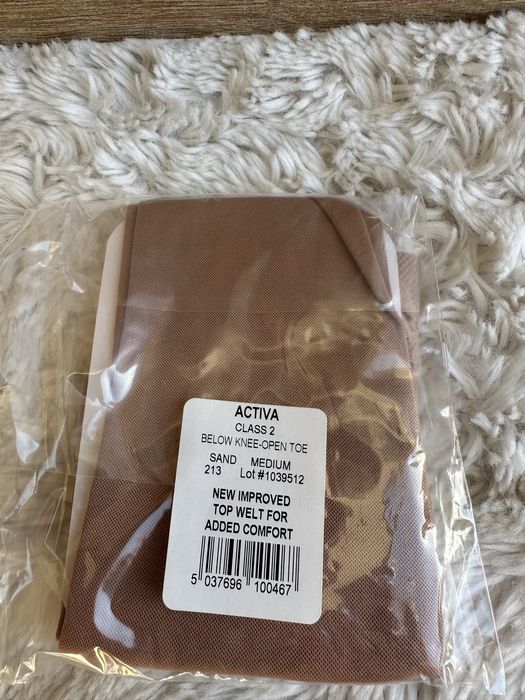 ACTIVA
CLASS 2
BELOW KNEE-OPEN TOE
SAND MEDIUM
213 Lot #1039512
NEW IMPROVED
TOP WELT FOR
ADDED COMFORT
5 037696 100467